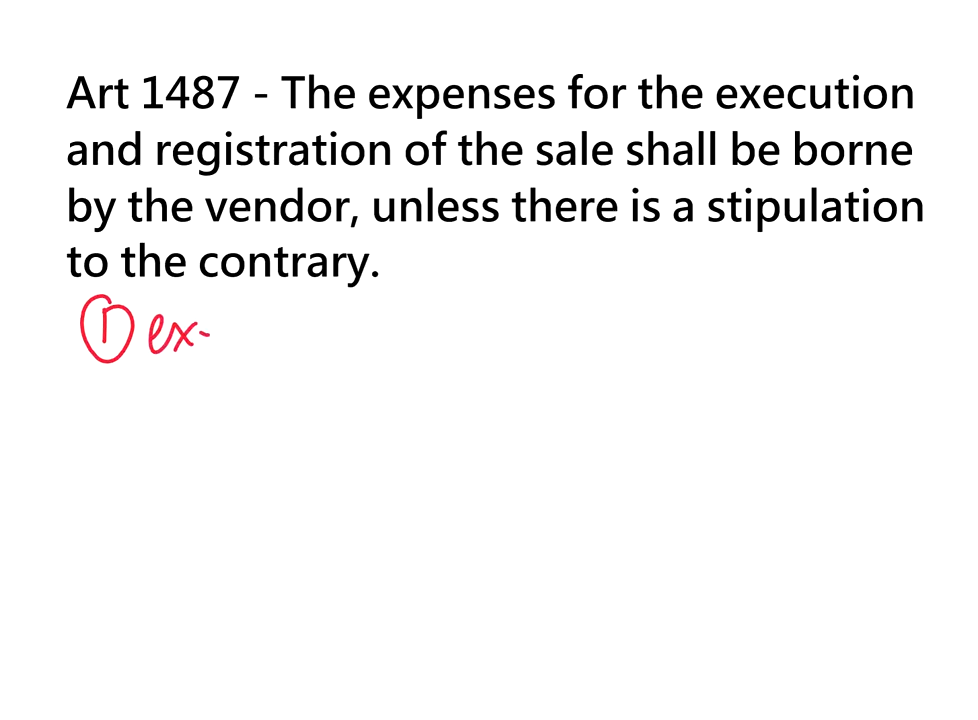 Art 1487 - The expenses for the execution
and registration of the sale shall be borne
by the vendor, unless there is a stipulation
to the contrary.
① ex-